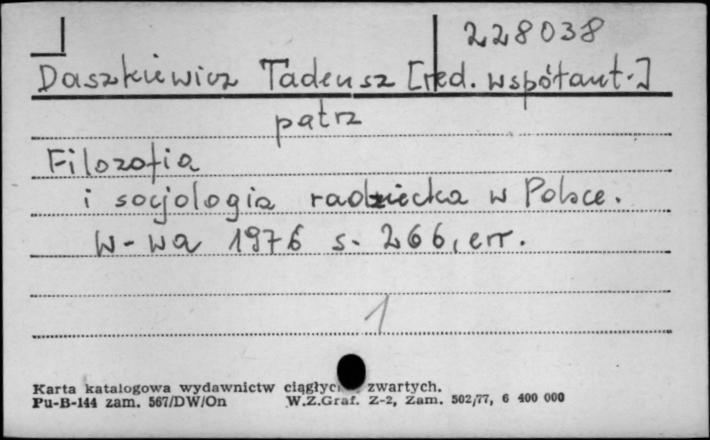 228038
Daszkiewicz Tadeusz [red. współaut.]
patrz
Filozofia
i socjologia radziecka w Polsce.
W-wa 1976 s. 266, err.
1
Karta katalogowa wydawnictw ciągłyc zwartych.
Pu-B-144 zam. 567/DW/On W.Z.Graf. Z-2, Zam. 502/77, 6 400 000